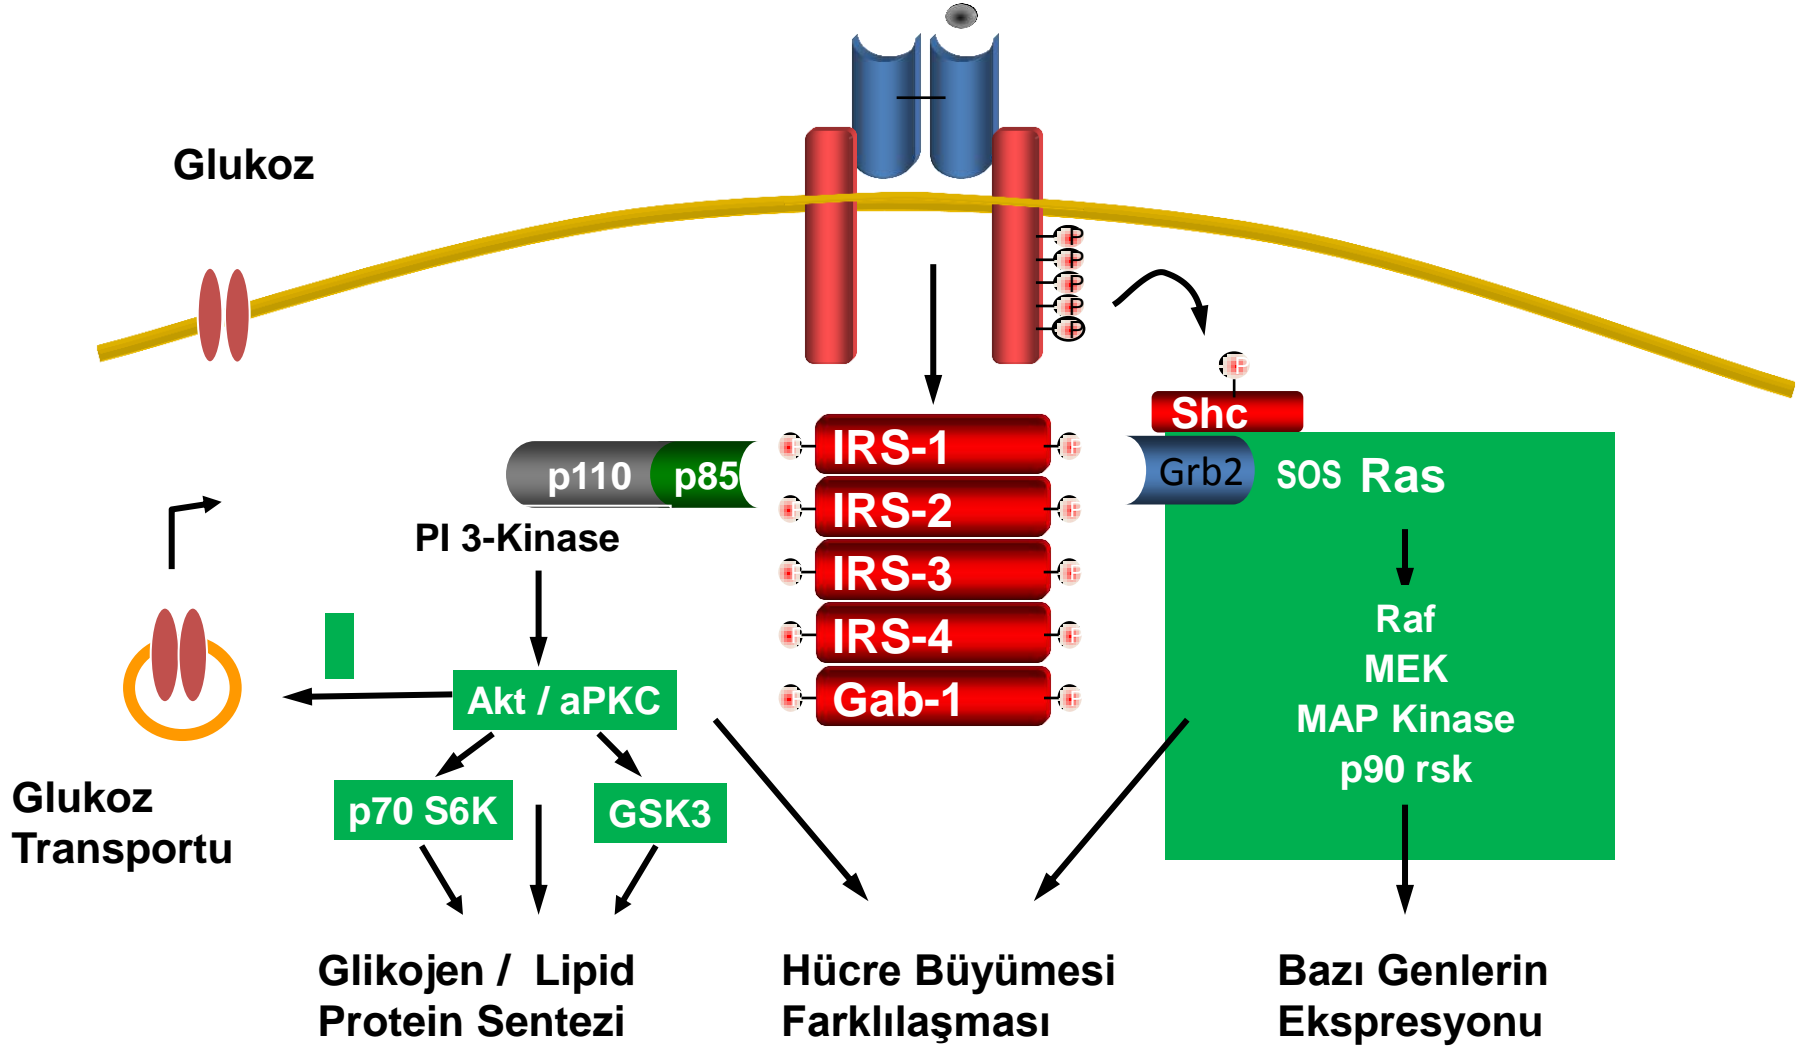 Glukoz
P
P
P
P
P
Shc
IRS-1
p110
p85
Grb2
SOS
Ras
IRS-2
PI 3-Kinase
IRS-3
Raf
IRS-4
MEK
Akt / aPKC
Gab-1
MAP Kinase
p90 rsk
Glukoz
Transportu
p70 S6K
GSK3
Glikojen / Lipid
Protein Sentezi
Hücre Büyümesi
Farklılaşması
Bazı Genlerin
Ekspresyonu